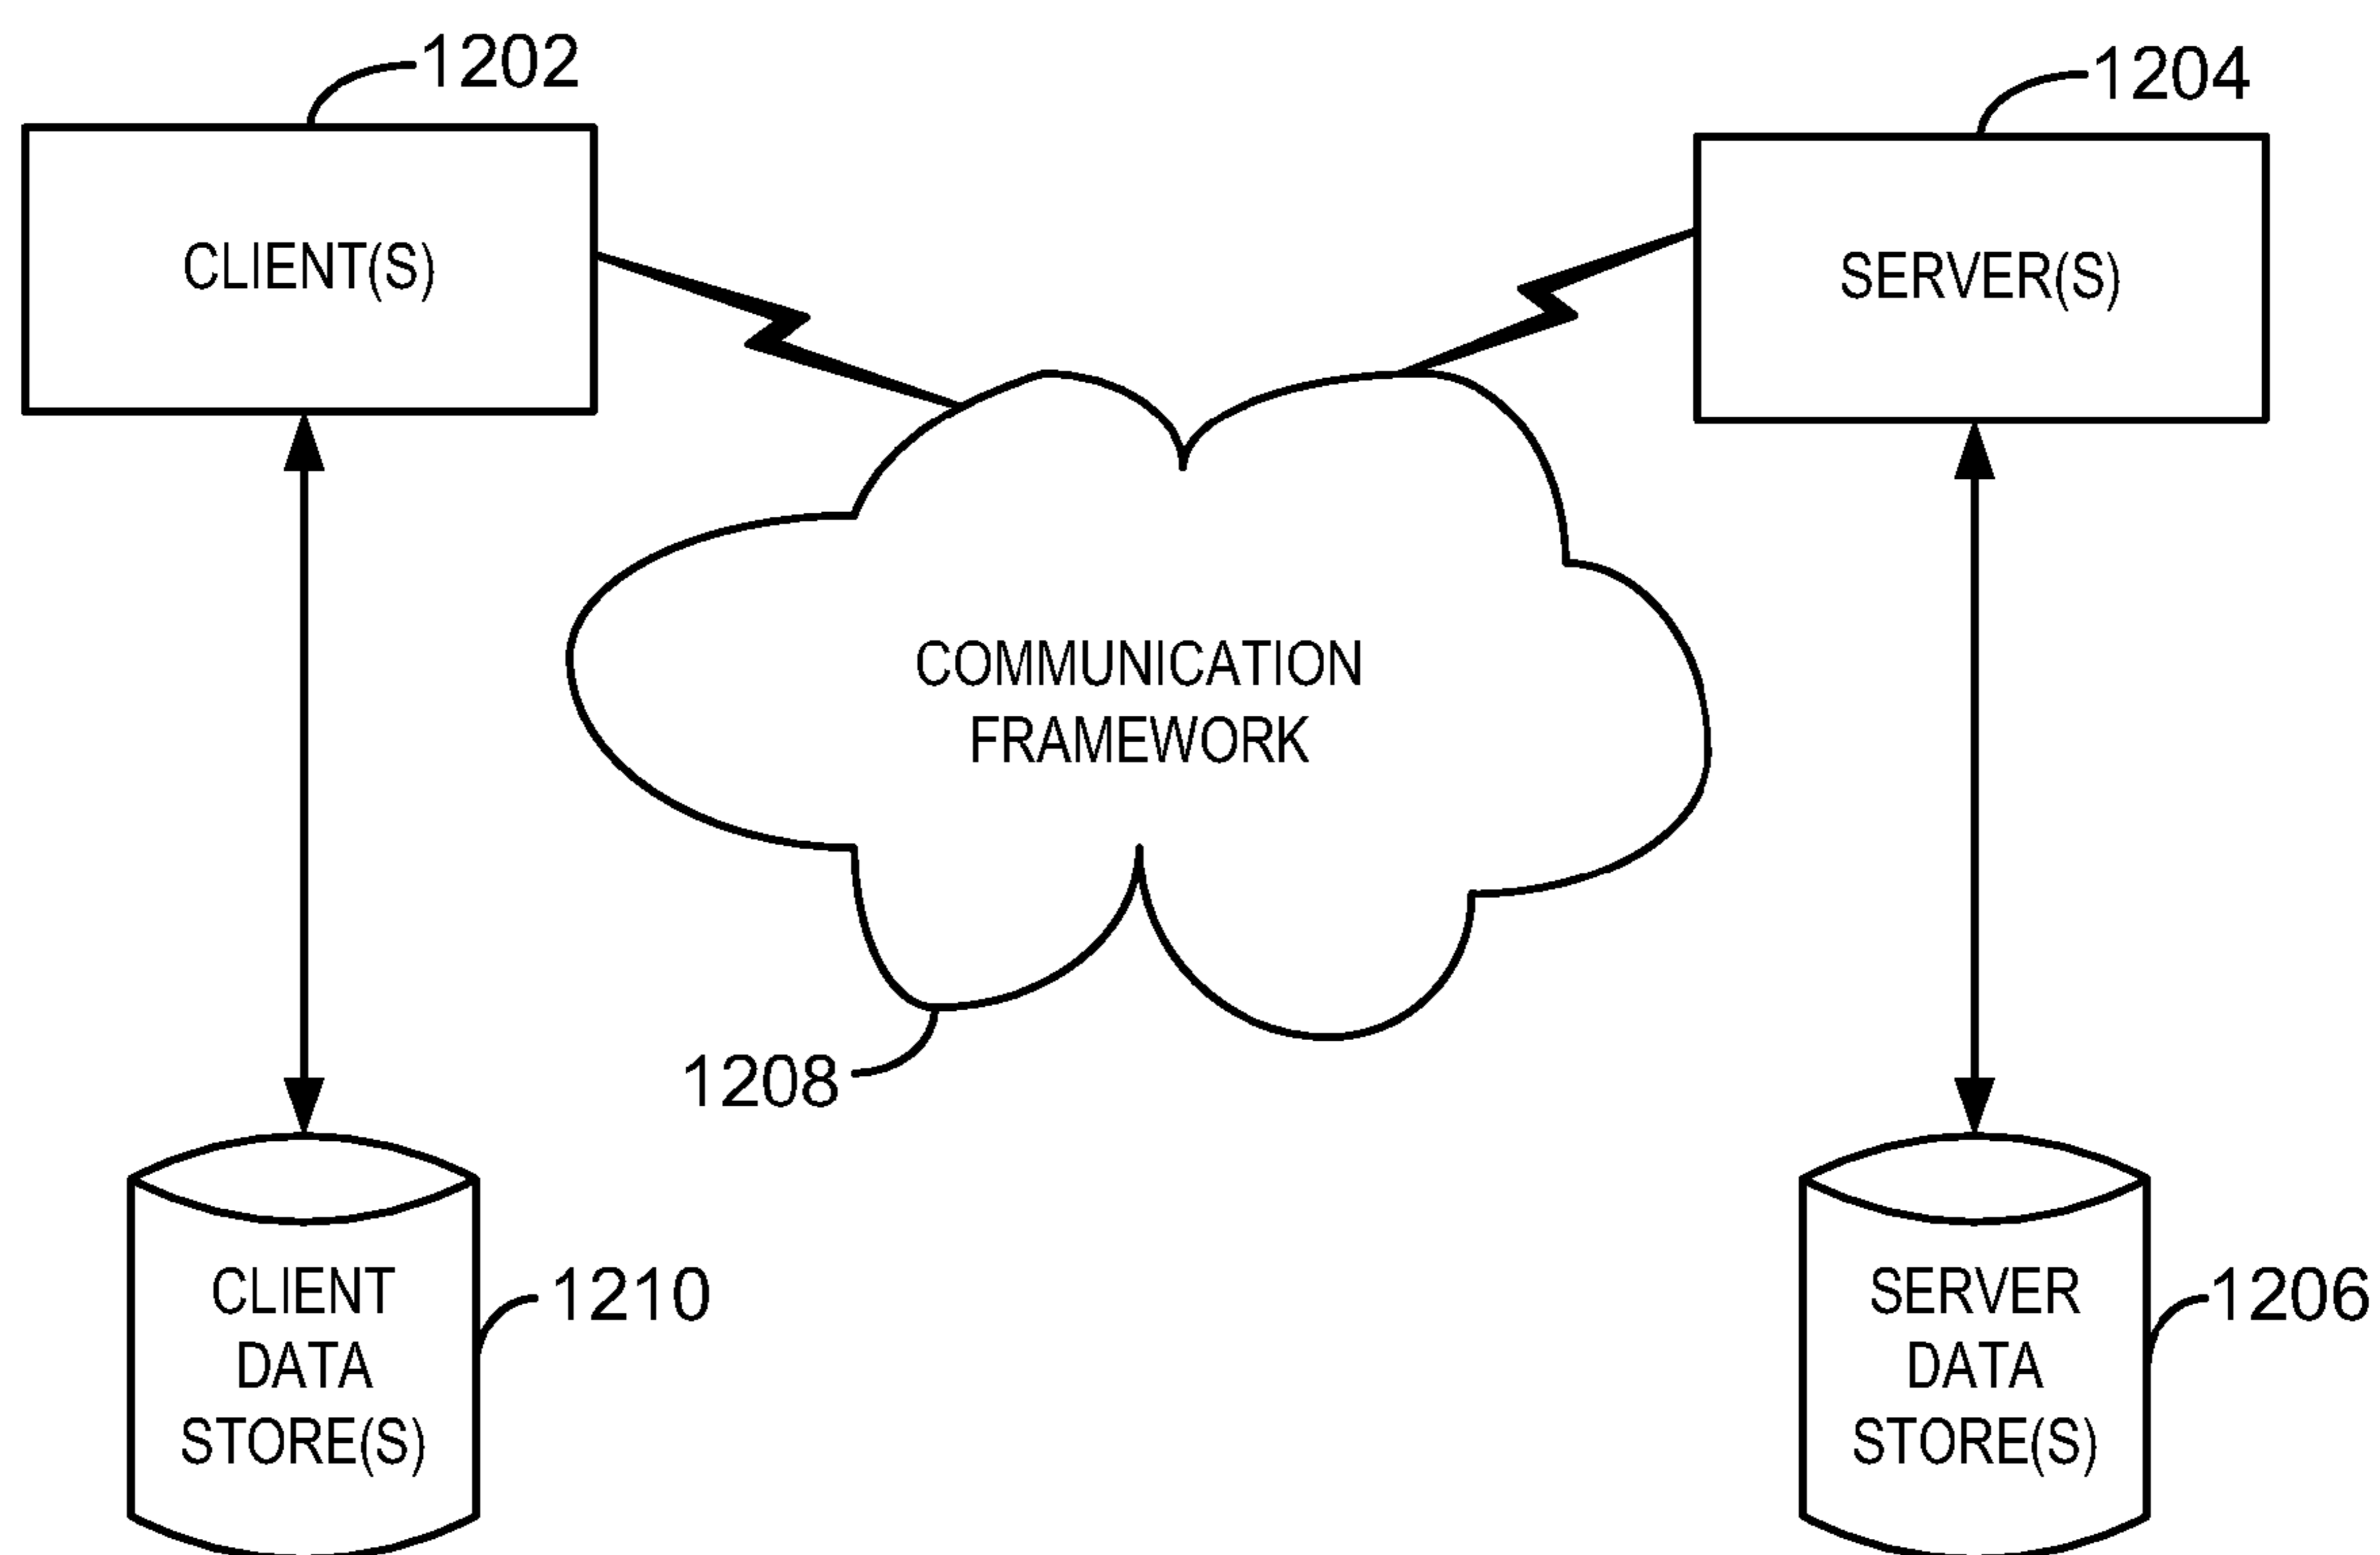 1202
1204
CLIENT(S)
SERVER(S)
COMMUNICATION
FRAMEWORK
1208
CLIENT
DATA
STORE(S)
1210
SERVER
DATA
STORE(S)
1206